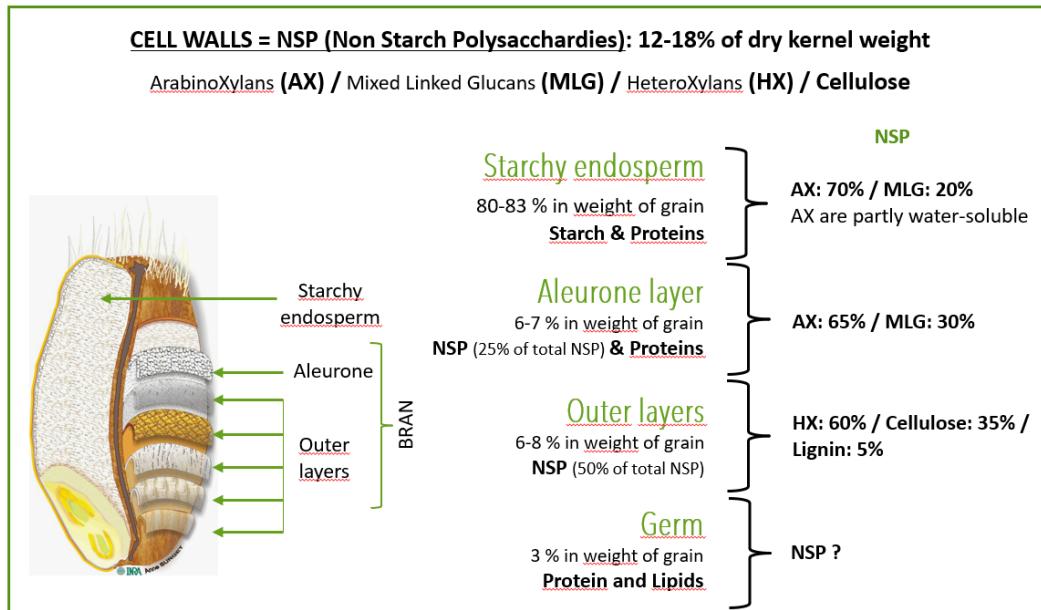 CELL WALLS = NSP (Non Starch Polysacchardies): 12-18% of dry kernel weight
ArabinoXylans (AX) / Mixed Linked Glucans (MLG) / HeteroXylans (HX) / Cellulose
NSP
Starchy endosperm
80-83 % in weight of grain
Starch & Proteins
AX: 70% / MLG: 20%
AX are partly water-soluble
Starchy
endosperm
Aleurone layer
6-7 % in weight of grain
NSP (25% of total NSP) & Proteins
AX: 65% / MLG: 30%
Aleurone
BRAN
Outer
layers
Outer layers
6-8 % in weight of grain
NSP (50% of total NSP)
HX: 60% / Cellulose: 35% /
Lignin: 5%
Germ
3 % in weight of grain
Protein and Lipids
NSP ?
INRA Anne SURGET